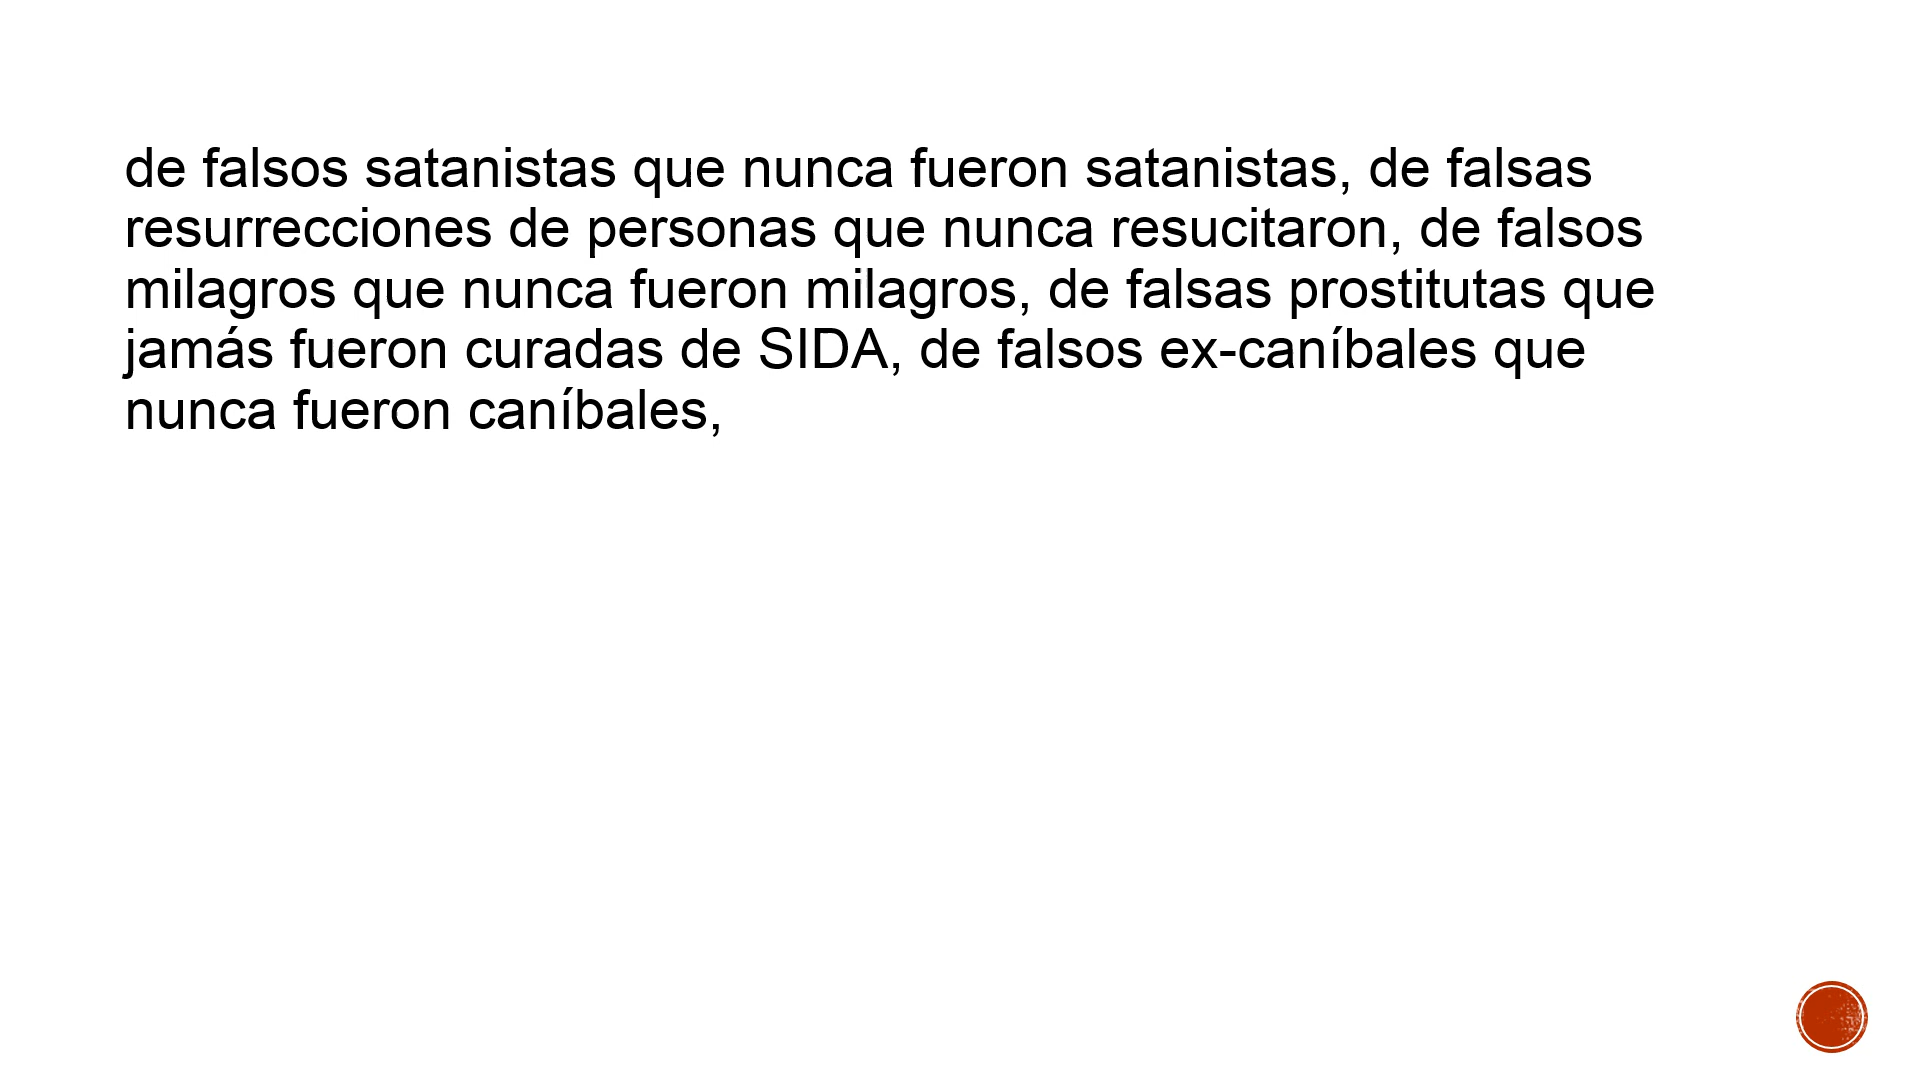 de falsos satanistas que nunca fueron satanistas, de falsas
resurrecciones de personas que nunca resucitaron, de falsos
milagros que nunca fueron milagros, de falsas prostitutas que
jamás fueron curadas de SIDA, de falsos ex-caníbales que
nunca fueron caníbales,